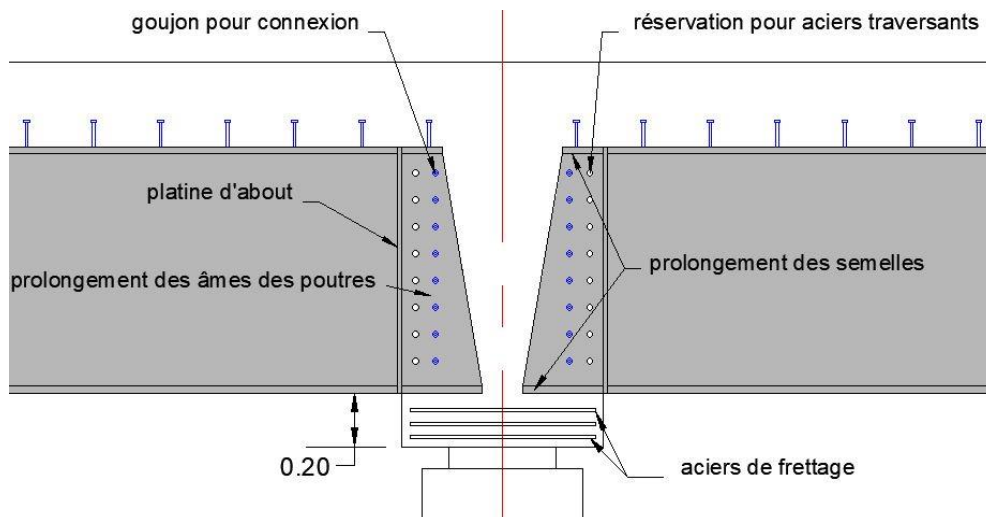 goujon pour connexion
réservation pour aciers traversants
platine d'about
prolongement des âmes des poutres
prolongement des semelles
0.20
aciers de frettage